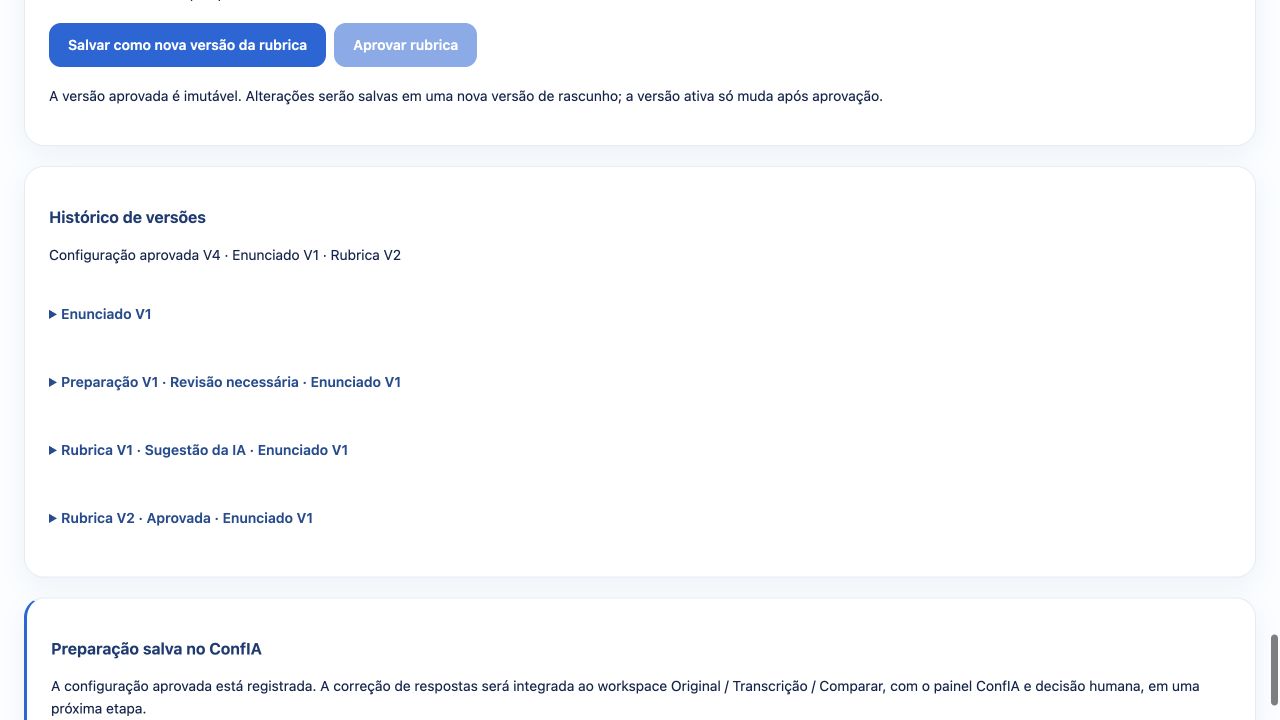 Salvar como nova versão da rubrica
Aprovar rubrica
A versão aprovada é imutável. Alterações serão salvas em uma nova versão de rascunho; a versão ativa só muda após aprovação.
Histórico de versões
Configuração aprovada V4 · Enunciado V1 · Rubrica V2
Enunciado V1
Preparação V1 · Revisão necessária · Enunciado V1
Rubrica V1 · Sugestão da IA · Enunciado V1
Rubrica V2 · Aprovada · Enunciado V1
Preparação salva no ConfIA
A configuração aprovada está registrada. A correção de respostas será integrada ao workspace Original / Transcrição / Comparar, com o painel ConfIA e decisão humana, em uma
próxima etapa.